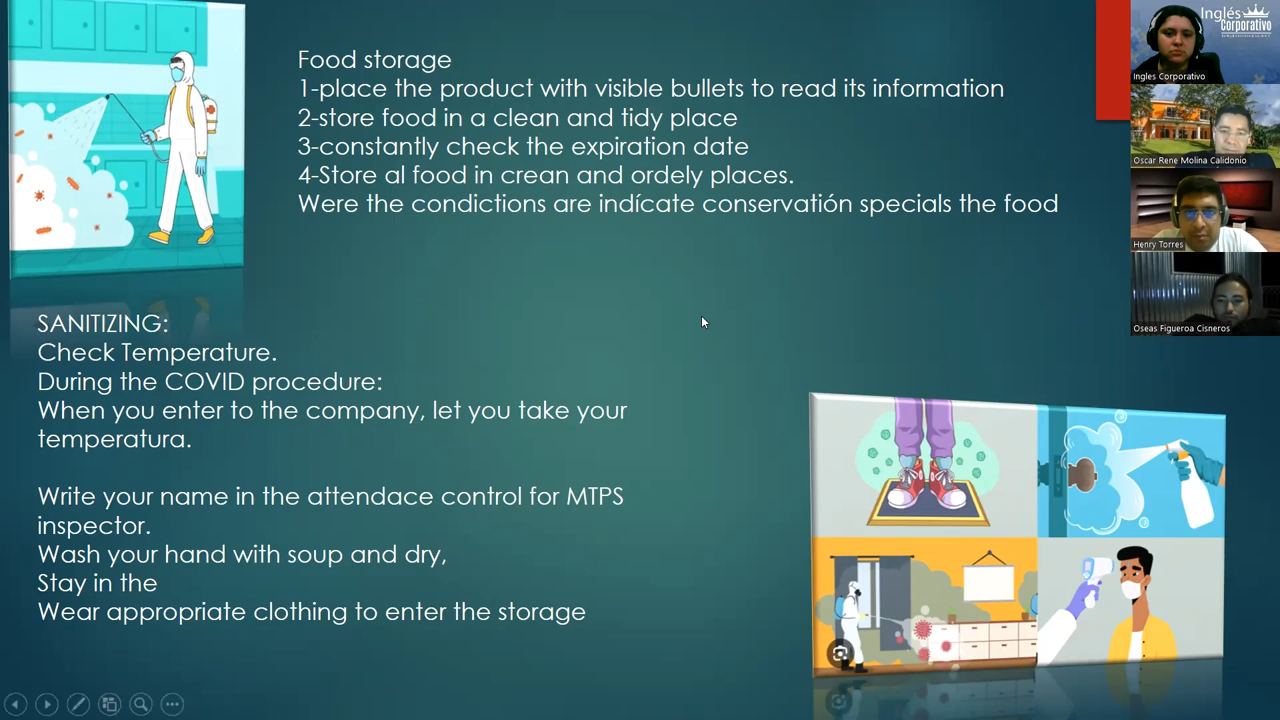 Food storage
1-place the product with visible bullets to read its information
2-store food in a clean and tidy place
3-constantly check the expiration date
4-Store al food in crean and ordely places.
Were the condictions are indícate conservatión specials the food
SANITIZING:
Check Temperature.
During the COVID procedure:
When you enter to the company, let you take your
temperatura.
Write your name in the attendace control for MTPS
inspector.
Wash your hand with soup and dry,
Stay in the
Wear appropriate clothing to enter the storage
Inglés
Corporativo
Ingles Corporativo
Oscar Rene Molina Calidonio
Henry Torres
Oseas Figueroa Cisneros